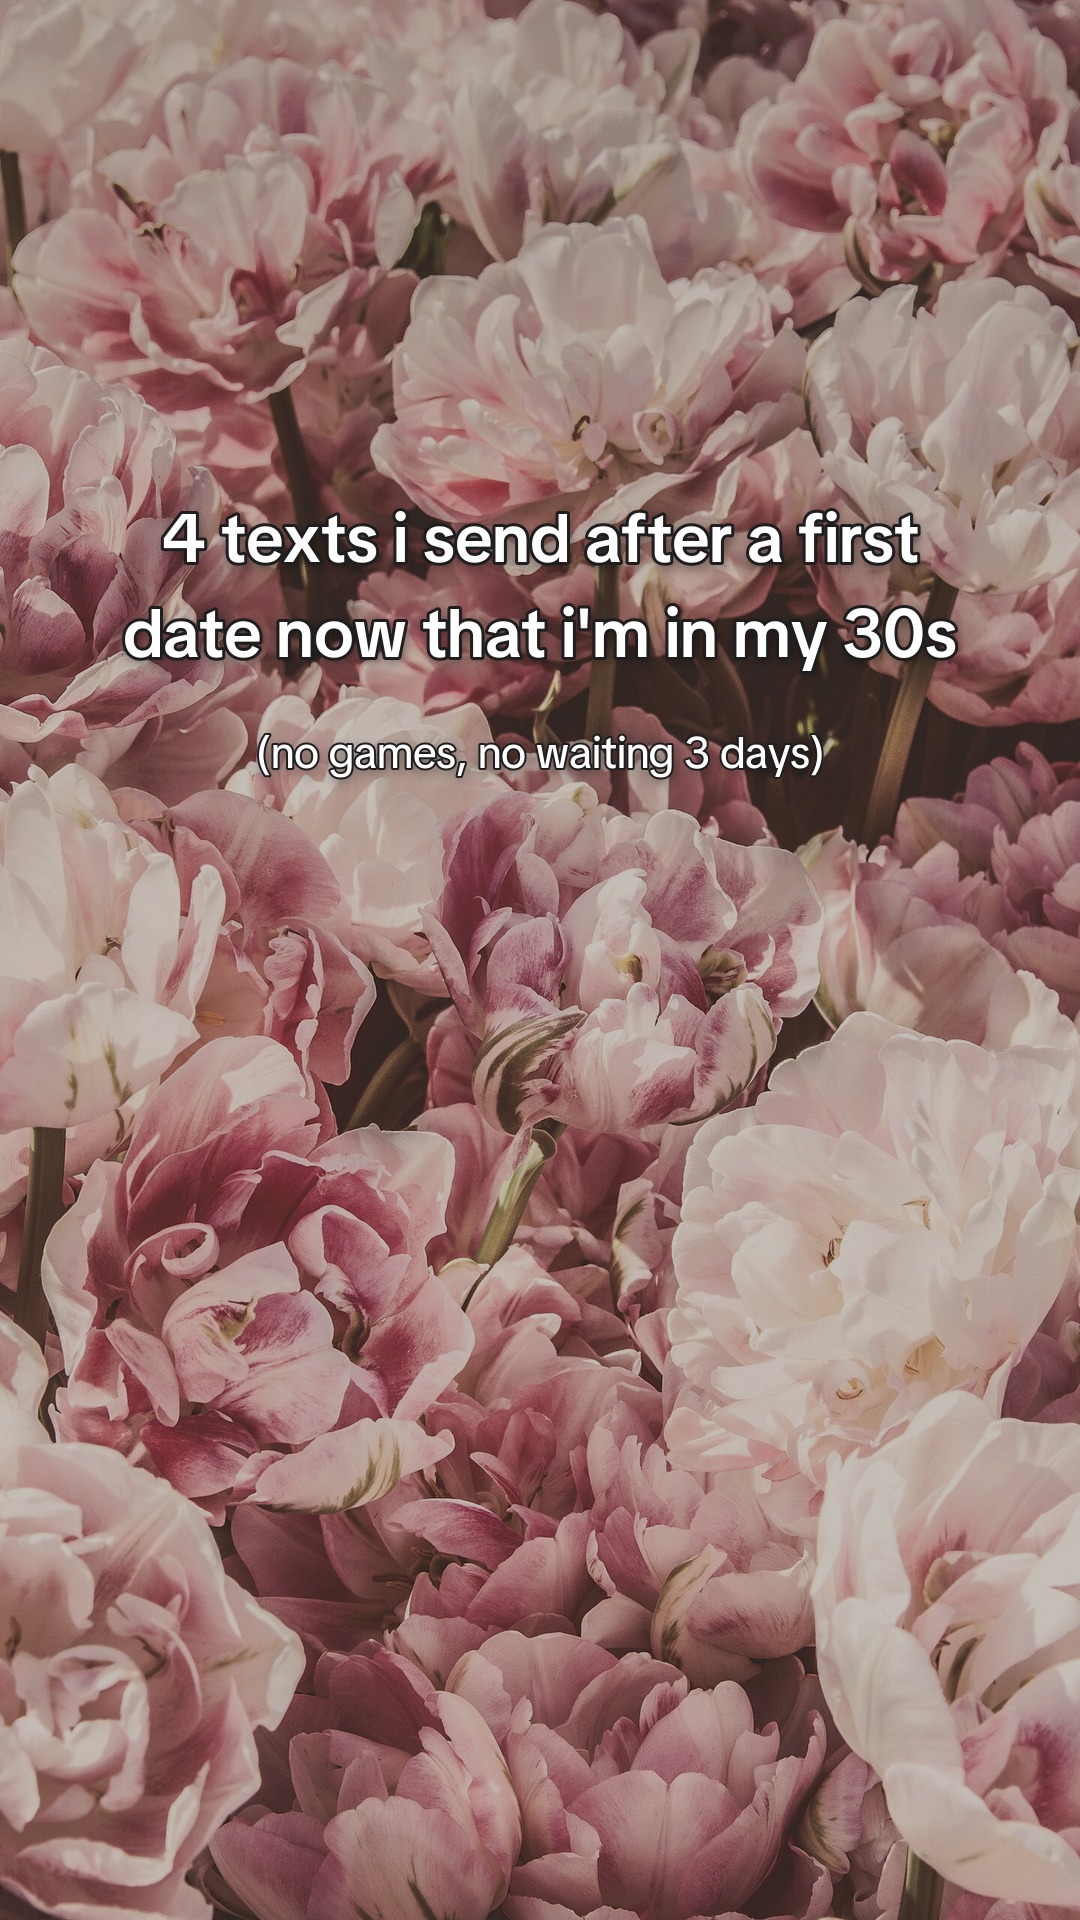 4 texts i send after a first
date now that i'm in my 30s
(no games, no waiting 3 days)